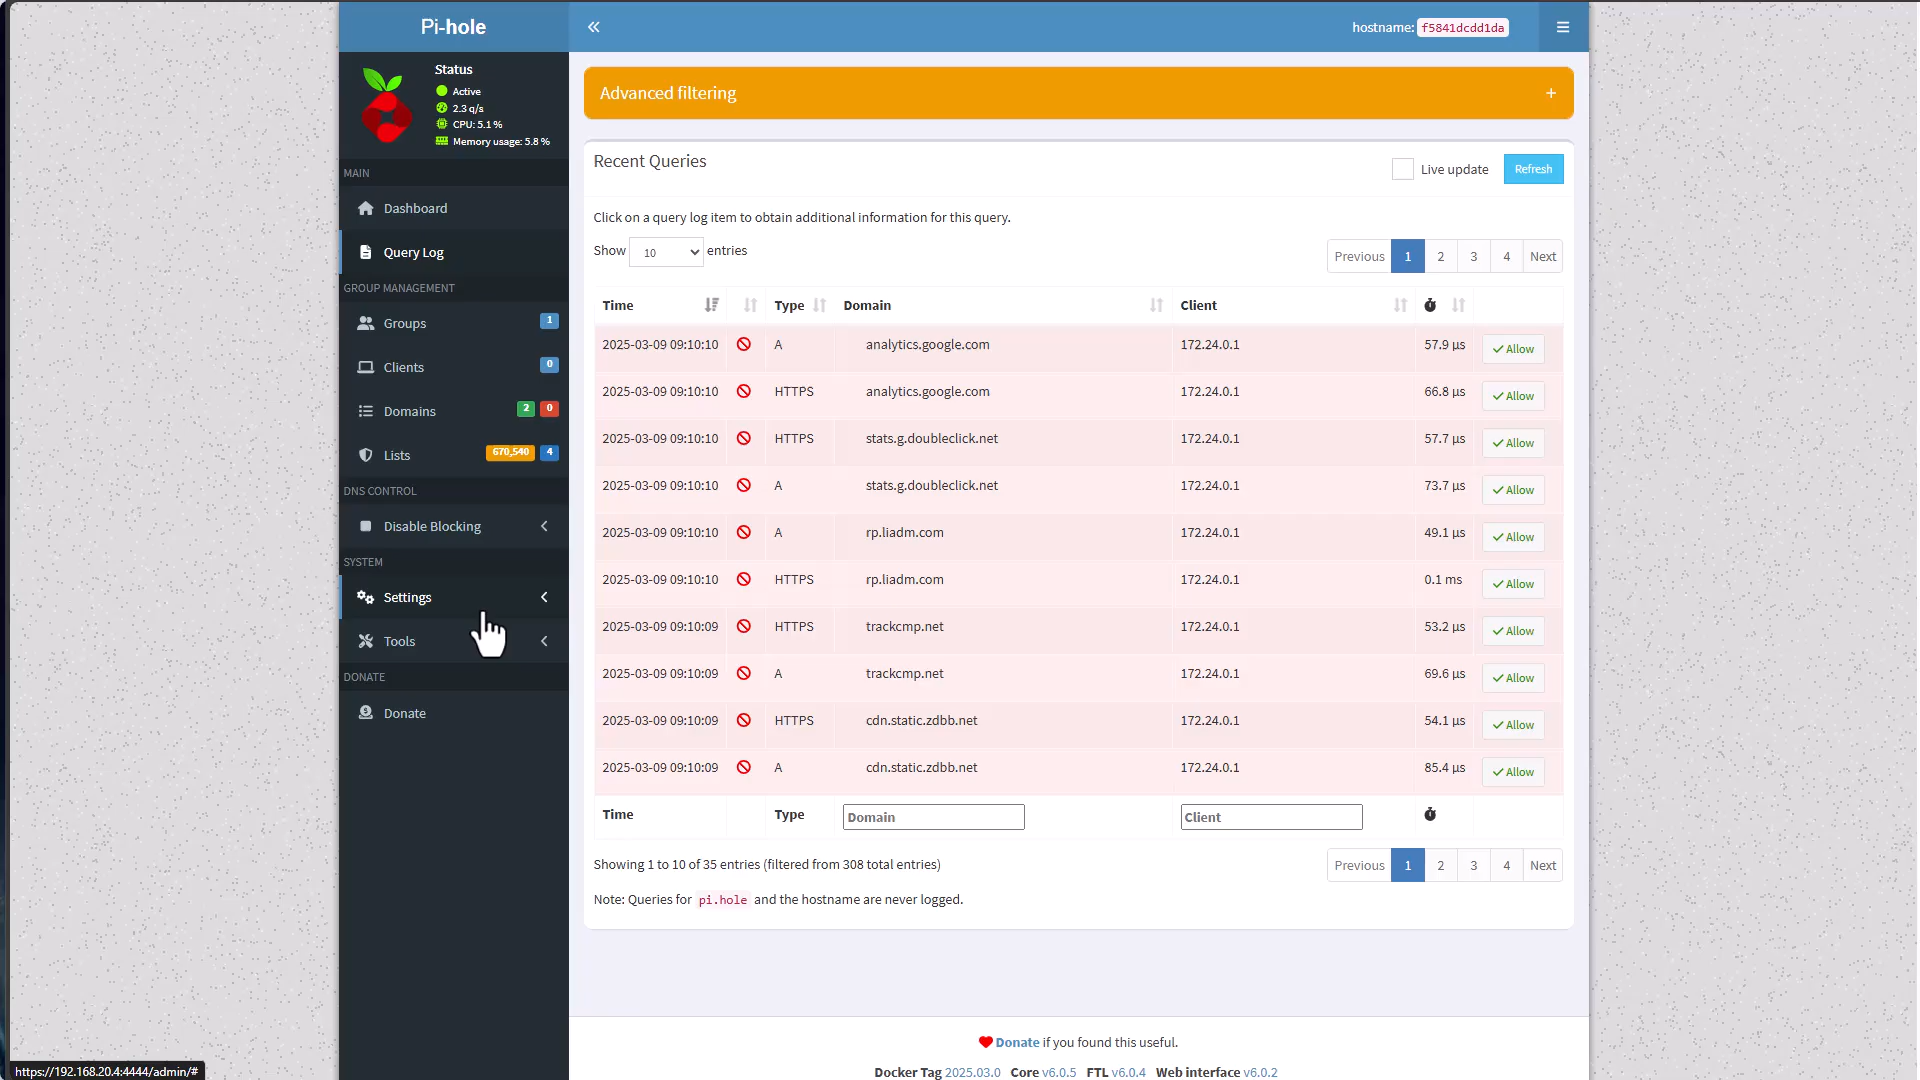 Pi-hole
hostname: f5841dcdd1da
Status
Active
2.3 q/s
CPU: 5.1 %
Memory usage: 5.8 %
MAIN
Dashboard
Query Log
GROUP MANAGEMENT
Groups 1
Clients 0
Domains 2 0
Lists 670,540 4
DNS CONTROL
Disable Blocking
SYSTEM
Settings
Tools
DONATE
Donate
Advanced filtering +
Recent Queries
Live update Refresh
Click on a query log item to obtain additional information for this query.
Show 10 entries
Previous 1 2 3 4 Next
Time Type Domain Client
2025-03-09 09:10:10 A analytics.google.com 172.24.0.1 57.9 µs Allow
2025-03-09 09:10:10 HTTPS analytics.google.com 172.24.0.1 66.8 µs Allow
2025-03-09 09:10:10 HTTPS stats.g.doubleclick.net 172.24.0.1 57.7 µs Allow
2025-03-09 09:10:10 A stats.g.doubleclick.net 172.24.0.1 73.7 µs Allow
2025-03-09 09:10:10 A rp.liadm.com 172.24.0.1 49.1 µs Allow
2025-03-09 09:10:10 HTTPS rp.liadm.com 172.24.0.1 0.1 ms Allow
2025-03-09 09:10:09 HTTPS trackcmp.net 172.24.0.1 53.2 µs Allow
2025-03-09 09:10:09 A trackcmp.net 172.24.0.1 69.6 µs Allow
2025-03-09 09:10:09 HTTPS cdn.static.zdbb.net 172.24.0.1 54.1 µs Allow
2025-03-09 09:10:09 A cdn.static.zdbb.net 172.24.0.1 85.4 µs Allow
Time Type Domain Client
Showing 1 to 10 of 35 entries (filtered from 308 total entries)
Previous 1 2 3 4 Next
Note: Queries for pi.hole and the hostname are never logged.
Donate if you found this useful.
Docker Tag 2025.03.0 Core v6.0.5 FTL v6.0.4 Web interface v6.0.2
https://192.168.20.4:4444/admin/#